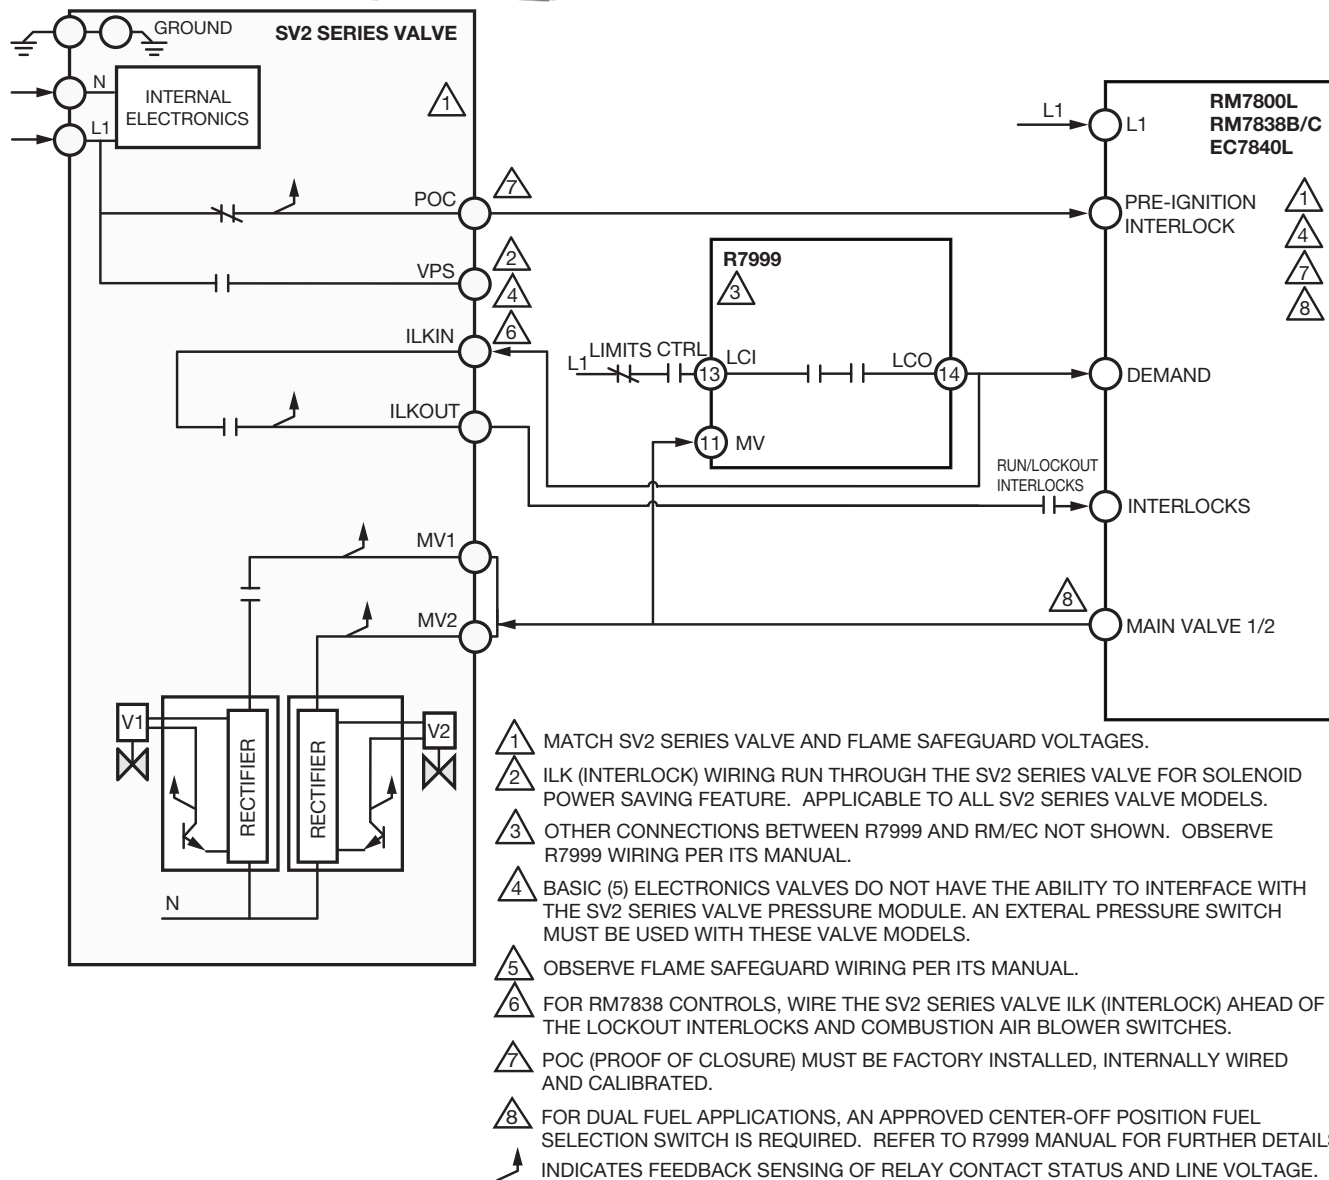 GROUND
SV2 SERIES VALVE
N
INTERNAL
ELECTRONICS
L1
1
POC
7
VPS
2
4
ILKIN
6
ILKOUT
MV1
MV2
V1
RECTIFIER
RECTIFIER
V2
N
R7999
3
L1
LIMITS CTRL
13
LCI
LCO
14
11
MV
RUN/LOCKOUT
INTERLOCKS
8
L1
L1
RM7800L
RM7838B/C
EC7840L
PRE-IGNITION
INTERLOCK
1
4
7
8
DEMAND
INTERLOCKS
MAIN VALVE 1/2
1 MATCH SV2 SERIES VALVE AND FLAME SAFEGUARD VOLTAGES.
2 ILK (INTERLOCK) WIRING RUN THROUGH THE SV2 SERIES VALVE FOR SOLENOID
POWER SAVING FEATURE. APPLICABLE TO ALL SV2 SERIES VALVE MODELS.
3 OTHER CONNECTIONS BETWEEN R7999 AND RM/EC NOT SHOWN. OBSERVE
R7999 WIRING PER ITS MANUAL.
4 BASIC (5) ELECTRONICS VALVES DO NOT HAVE THE ABILITY TO INTERFACE WITH
THE SV2 SERIES VALVE PRESSURE MODULE. AN EXTERAL PRESSURE SWITCH
MUST BE USED WITH THESE VALVE MODELS.
5 OBSERVE FLAME SAFEGUARD WIRING PER ITS MANUAL.
6 FOR RM7838 CONTROLS, WIRE THE SV2 SERIES VALVE ILK (INTERLOCK) AHEAD OF
THE LOCKOUT INTERLOCKS AND COMBUSTION AIR BLOWER SWITCHES.
7 POC (PROOF OF CLOSURE) MUST BE FACTORY INSTALLED, INTERNALLY WIRED
AND CALIBRATED.
8 FOR DUAL FUEL APPLICATIONS, AN APPROVED CENTER-OFF POSITION FUEL
SELECTION SWITCH IS REQUIRED. REFER TO R7999 MANUAL FOR FURTHER DETAILS
INDICATES FEEDBACK SENSING OF RELAY CONTACT STATUS AND LINE VOLTAGE.